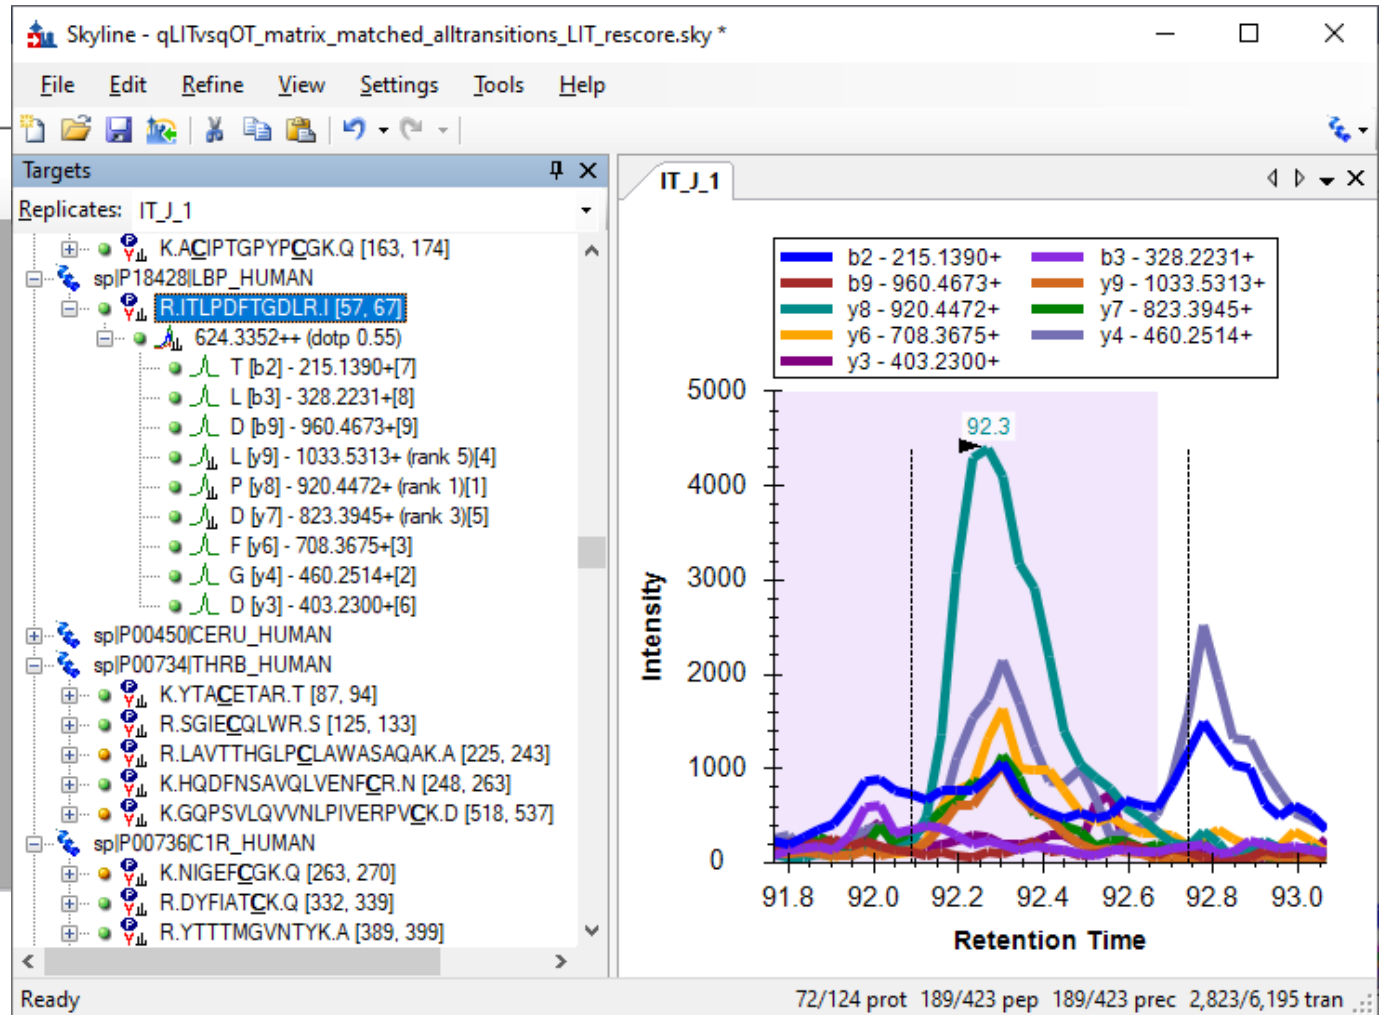 Skyline - qLITvsqOT_matrix_matched_alltransitions_LIT_rescore.sky *
File Edit Refine View Settings Tools Help
Targets
Replicates: IT_J_1
K.ACIPTGPYPCGK.Q [163, 174]
sp|P18428|LBP_HUMAN
R.ITLPDFTGDLR.I [57, 67]
624.3352++ (dotp 0.55)
T [b2] - 215.1390+[7]
L [b3] - 328.2231+[8]
D [b9] - 960.4673+[9]
L [y9] - 1033.5313+ (rank 5)[4]
P [y8] - 920.4472+ (rank 1)[1]
D [y7] - 823.3945+ (rank 3)[5]
F [y6] - 708.3675+[3]
G [y4] - 460.2514+[2]
D [y3] - 403.2300+[6]
sp|P00450|CERU_HUMAN
sp|P00734|THRB_HUMAN
K.YTACETAR.T [87, 94]
R.SGIECQLWR.S [125, 133]
R.LAVTTHGLPCLAWASAQAK.A [225, 243]
K.HQDFNSAVQLVENFCR.N [248, 263]
K.GQPSVLQVVNLPIVERPVCK.D [518, 537]
sp|P00736|C1R_HUMAN
K.NIGEFCGK.Q [263, 270]
R.DYFIATCK.Q [332, 339]
R.YTTTMGVNTYK.A [389, 399]
IT_J_1
b2 - 215.1390+ b3 - 328.2231+
b9 - 960.4673+ y9 - 1033.5313+
y8 - 920.4472+ y7 - 823.3945+
y6 - 708.3675+ y4 - 460.2514+
y3 - 403.2300+
92.3
5000
4000
3000
2000
1000
0
Intensity
91.8 92.0 92.2 92.4 92.6 92.8 93.0
Retention Time
Ready 72/124 prot 189/423 pep 189/423 prec 2,823/6,195 tran